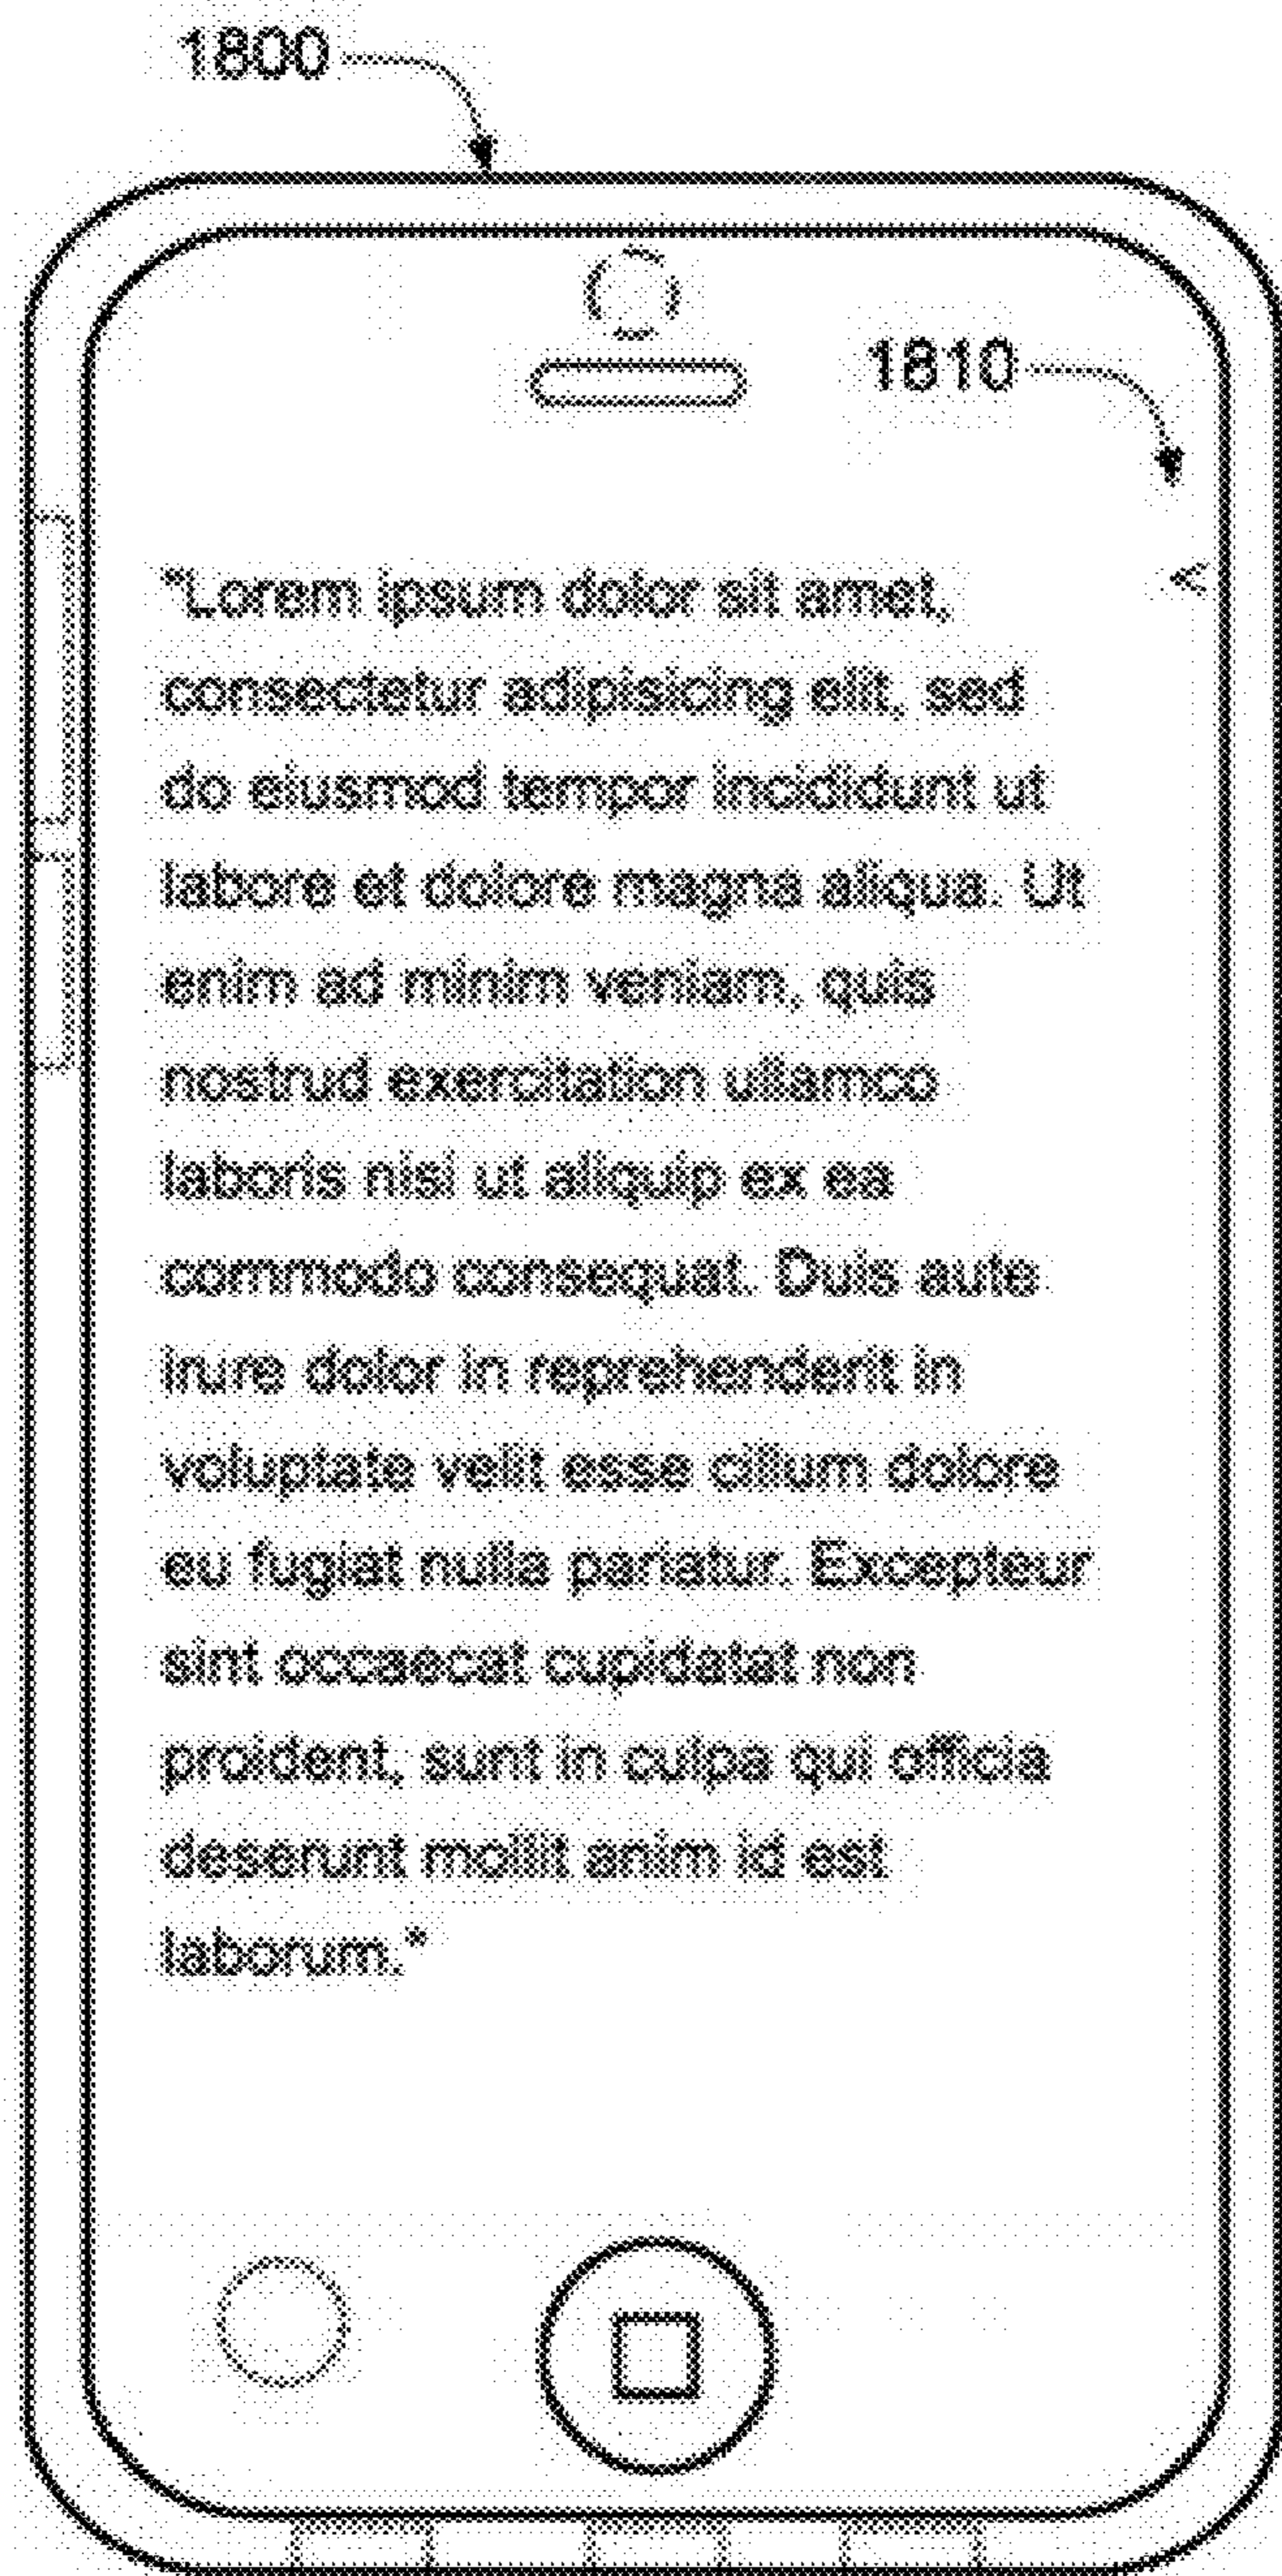 1800
1810
"Lorem ipsum dolor sit amet,
<
consectetur adipisicing elit, sed
do eiusmod tempor incididunt ut
labore et dolore magna aliqua. Ut
enim ad minim veniam, quis
nostrud exercitation ullamco
laboris nisi ut aliquip ex ea
commodo consequat. Duis aute
irure dolor in reprehenderit in
voluptate velit esse cillum dolore
eu fugiat nulla pariatur. Excepteur
sint occaecat cupidatat non
proident, sunt in culpa qui officia
deserunt mollit anim id est
laborum."